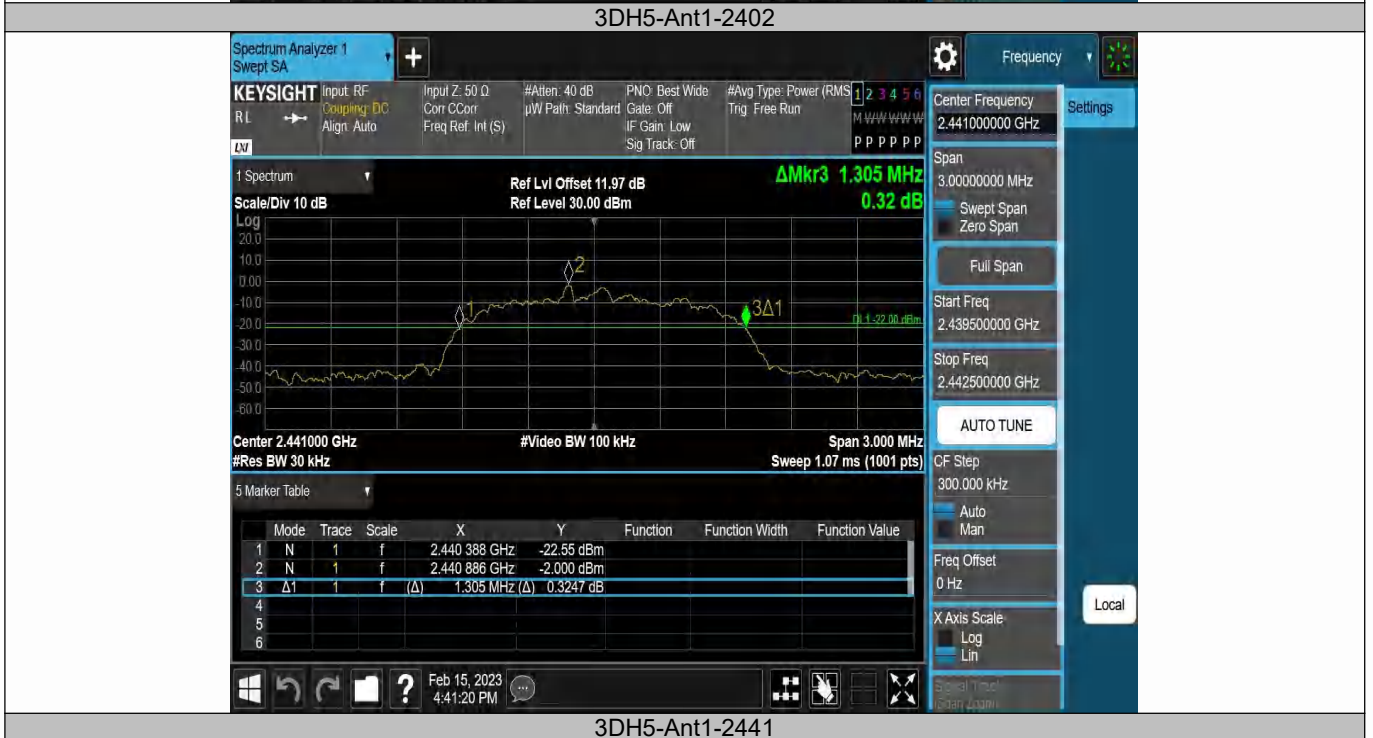 3DH5-Ant1-2402
Spectrum Analyzer 1
Swept SA
Frequency
KEYSIGHT
RL
LXI
Input: RF
Coupling: DC
Align: Auto
Input Z: 50 Ω
Corr CCorr
Freq Ref: Int (S)
#Atten: 40 dB
µW Path: Standard
PNO: Best Wide
Gate: Off
IF Gain: Low
Sig Track: Off
#Avg Type: Power (RMS
Trig: Free Run
1 2 3 4 5 6
M W W W W W
P P P P P P
1 Spectrum
Scale/Div 10 dB
Ref Lvl Offset 11.97 dB
Ref Level 30.00 dBm
ΔMkr3 1.305 MHz
0.32 dB
Log
20.0
10.0
0.00
-10.0
-20.0
-30.0
-40.0
-50.0
-60.0
1
2
3Δ1
DL1 -22.00 dBm
Center 2.441000 GHz
#Video BW 100 kHz
Span 3.000 MHz
#Res BW 30 kHz
Sweep 1.07 ms (1001 pts)
5 Marker Table
Mode Trace Scale X Y Function Function Width Function Value
1 N 1 f 2.440 388 GHz -22.55 dBm
2 N 1 f 2.440 886 GHz -2.000 dBm
3 Δ1 1 f (Δ) 1.305 MHz (Δ) 0.3247 dB
4
5
6
Feb 15, 2023
4:41:20 PM
Center Frequency
2.441000000 GHz
Settings
Span
3.00000000 MHz
Swept Span
Zero Span
Full Span
Start Freq
2.439500000 GHz
Stop Freq
2.442500000 GHz
AUTO TUNE
CF Step
300.000 kHz
Auto
Man
Freq Offset
0 Hz
X Axis Scale
Log
Lin
Local
3DH5-Ant1-2441